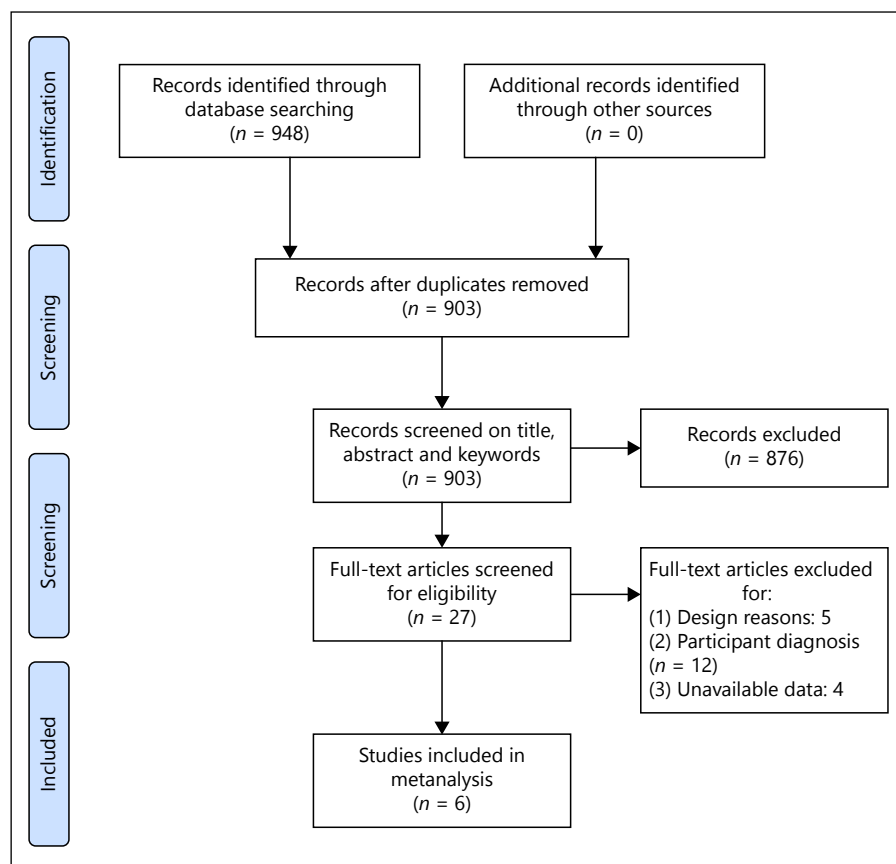 Identification
Records identified through
database searching
(n = 948)
Additional records identified
through other sources
(n = 0)
Screening
Records after duplicates removed
(n = 903)
Records screened on title,
abstract and keywords
(n = 903)
Records excluded
(n = 876)
Screening
Full-text articles screened
for eligibility
(n = 27)
Full-text articles excluded
for:
(1) Design reasons: 5
(2) Participant diagnosis
(n = 12)
(3) Unavailable data: 4
Included
Studies included in
metanalysis
(n = 6)